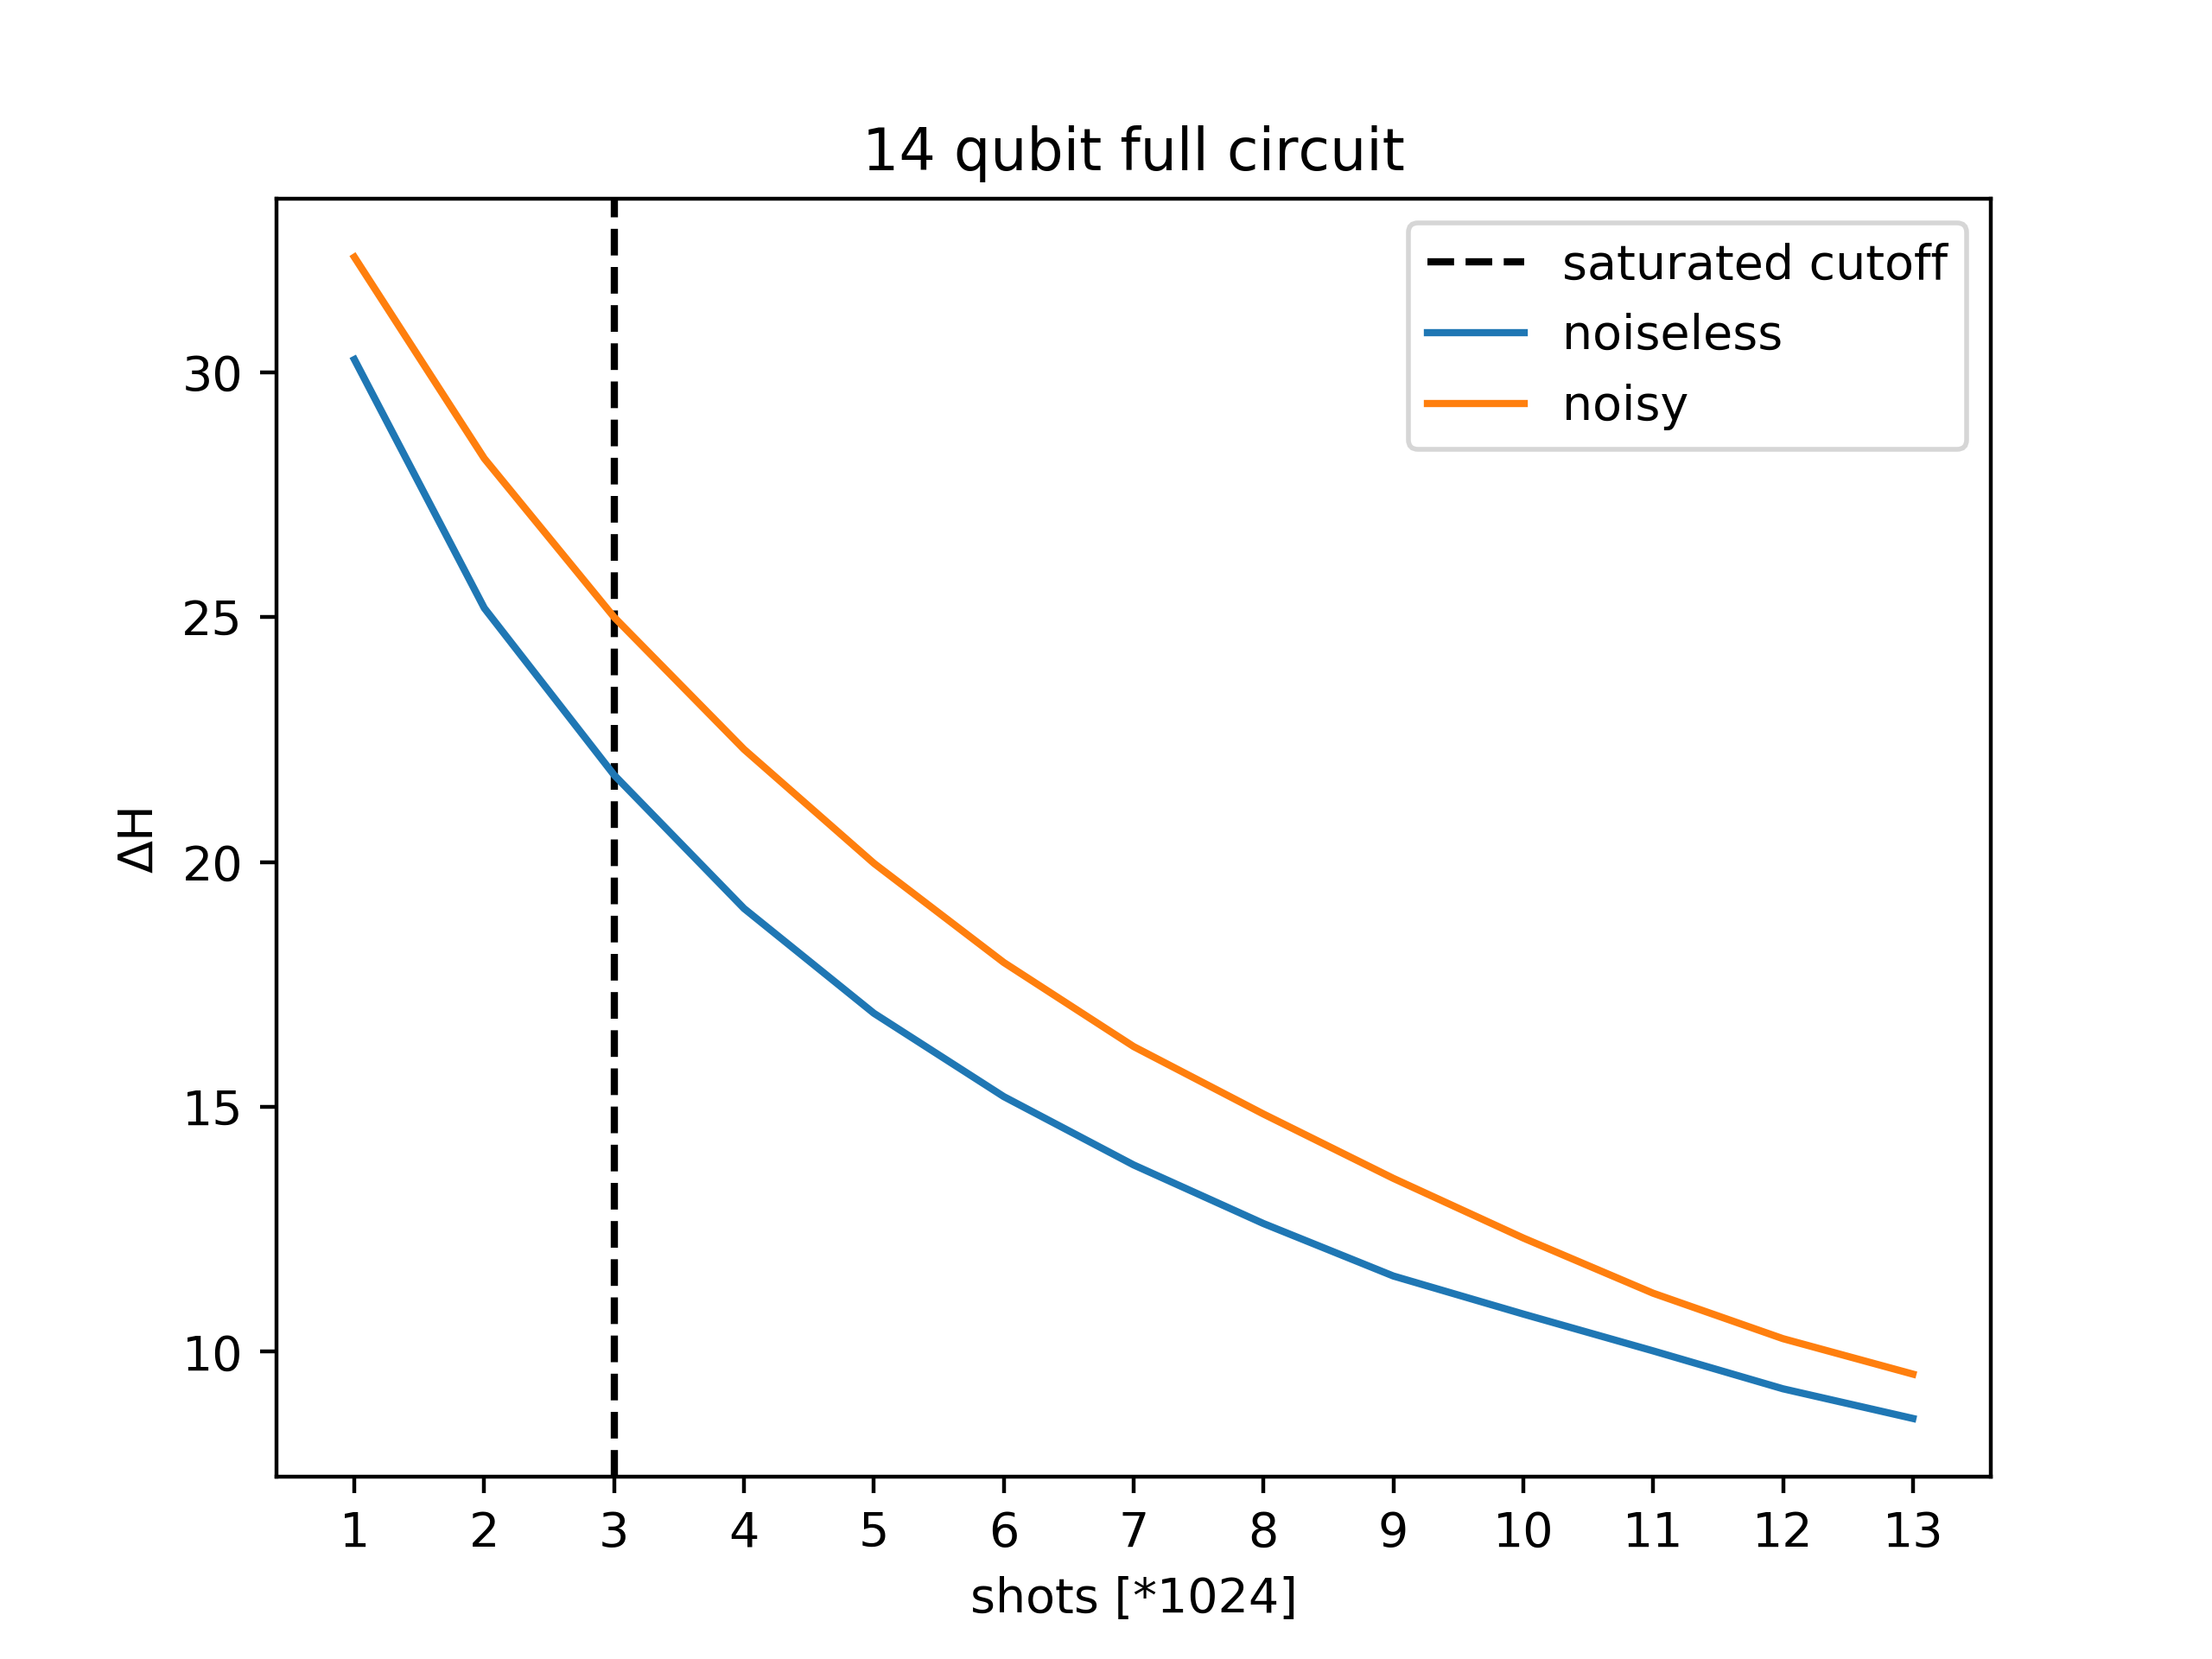 14 qubit full circuit
saturated cutoff
noiseless
noisy
30
25
20
15
10
ΔH
1 2 3 4 5 6 7 8 9 10 11 12 13
shots [*1024]